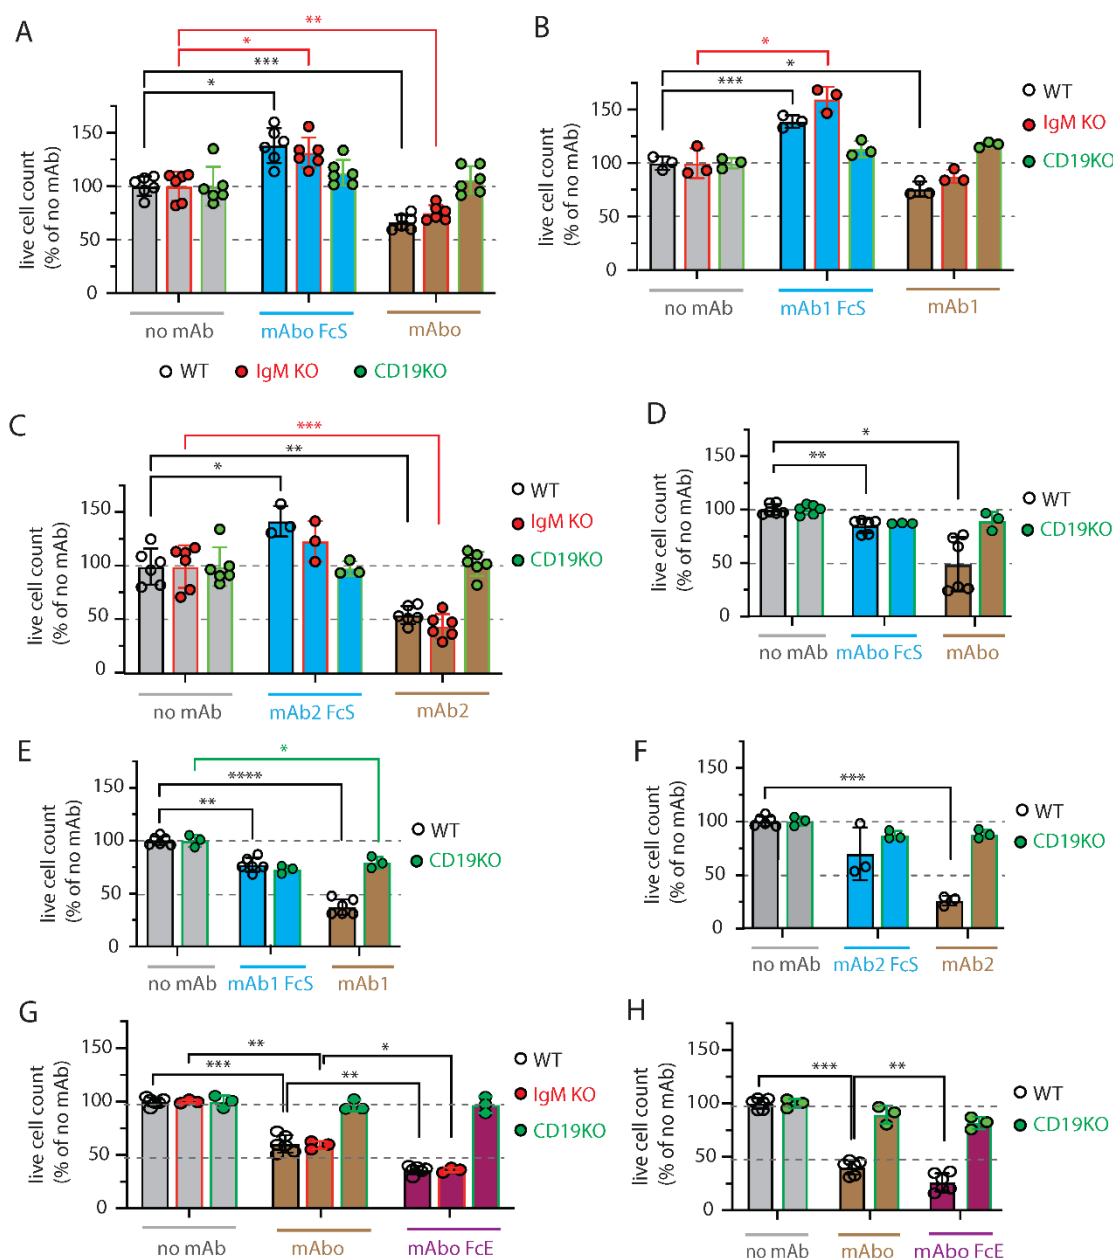 A
**
*
***
*
live cell count
(% of no mAb)
150
100
50
0
no mAb
mAbo FcS
mAbo
WT
IgM KO
CD19KO
B
*
*
***
live cell count
(% of no mAb)
150
100
50
0
no mAb
mAb1 FcS
mAb1
WT
IgM KO
CD19KO
C
***
**
*
live cell count
(% of no mAb)
150
100
50
0
no mAb
mAb2 FcS
mAb2
WT
IgM KO
CD19KO
D
*
**
live cell count
(% of no mAb)
150
100
50
0
no mAb
mAbo FcS
mAbo
WT
CD19KO
E
*
****
**
live cell count
(% of no mAb)
150
100
50
0
no mAb
mAb1 FcS
mAb1
WT
CD19KO
F
***
live cell count
(% of no mAb)
150
100
50
0
no mAb
mAb2 FcS
mAb2
WT
CD19KO
G
**
*
***
**
live cell count
(% of no mAb)
150
100
50
0
no mAb
mAbo
mAbo FcE
WT
IgM KO
CD19KO
H
***
**
live cell count
(% of no mAb)
150
100
50
0
no mAb
mAbo
mAbo FcE
WT
CD19KO